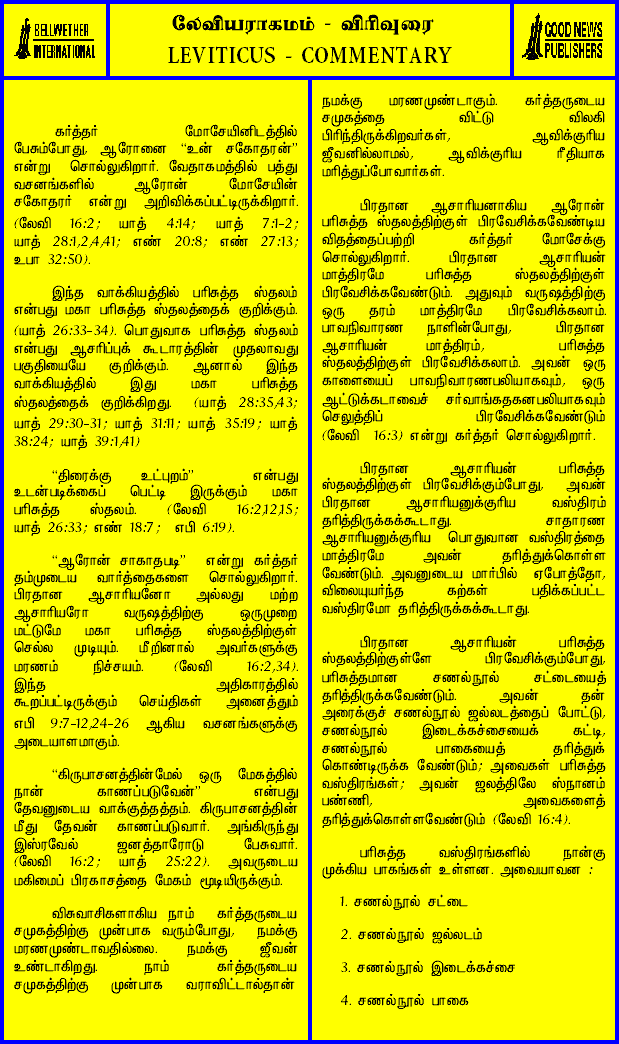 BELLWETHER
INTERNATIONAL
லேவியராகமம் - விரிவுரை
LEVITICUS - COMMENTARY
GOOD NEWS
PUBLISHERS
கர்த்தர் மோசேயினிடத்தில்
பேசும்போது, ஆரோனை “உன் சகோதரன்”
என்று சொல்லுகிறார். வேதாகமத்தில் பத்து
வசனங்களில் ஆரோன் மோசேயின்
சகோதரர் என்று அறிவிக்கப்பட்டிருக்கிறார்.
(லேவி 16:2; யாத் 4:14; யாத் 7:1-2;
யாத் 28:1,2,4,41; எண் 20:8; எண் 27:13;
உபா 32:50).
இந்த வாக்கியத்தில் பரிசுத்த ஸ்தலம்
என்பது மகா பரிசுத்த ஸ்தலத்தைக் குறிக்கும்.
(யாத் 26:33-34). பொதுவாக பரிசுத்த ஸ்தலம்
என்பது ஆசரிப்புக் கூடாரத்தின் முதலாவது
பகுதியையே குறிக்கும். ஆனால் இந்த
வாக்கியத்தில் இது மகா பரிசுத்த
ஸ்தலத்தைக் குறிக்கிறது. (யாத் 28:35,43;
யாத் 29:30-31; யாத் 31:11; யாத் 35:19; யாத்
38:24; யாத் 39:1,41)
“திரைக்கு உட்புறம்” என்பது
உடன்படிக்கைப் பெட்டி இருக்கும் மகா
பரிசுத்த ஸ்தலம். (லேவி 16:2,12,15;
யாத் 26:33; எண் 18:7; எபி 6:19).
“ஆரோன் சாகாதபடி” என்று கர்த்தர்
தம்முடைய வார்த்தைகளை சொல்லுகிறார்.
பிரதான ஆசாரியனோ அல்லது மற்ற
ஆசாரியரோ வருஷத்திற்கு ஒருமுறை
மட்டுமே மகா பரிசுத்த ஸ்தலத்திற்குள்
செல்ல முடியும். மீறினால் அவர்களுக்கு
மரணம் நிச்சயம். (லேவி 16:2,34).
இந்த அதிகாரத்தில்
கூறப்பட்டிருக்கும் செய்திகள் அனைத்தும்
எபி 9:7-12,24-26 ஆகிய வசனங்களுக்கு
அடையாளமாகும்.
“கிருபாசனத்தின்மேல் ஒரு மேகத்தில்
நான் காணப்படுவேன்” என்பது
தேவனுடைய வாக்குத்தத்தம். கிருபாசனத்தின்
மீது தேவன் காணப்படுவார். அங்கிருந்து
இஸ்ரவேல் ஜனத்தாரோடு பேசுவார்.
(லேவி 16:2; யாத் 25:22). அவருடைய
மகிமைப் பிரகாசத்தை மேகம் மூடியிருக்கும்.
விசுவாசிகளாகிய நாம் கர்த்தருடைய
சமுகத்திற்கு முன்பாக வரும்போது, நமக்கு
மரணமுண்டாவதில்லை. நமக்கு ஜீவன்
உண்டாகிறது. நாம் கர்த்தருடைய
சமுகத்திற்கு முன்பாக வராவிட்டால்தான்
நமக்கு மரணமுண்டாகும். கர்த்தருடைய
சமுகத்தை விட்டு விலகி
பிரிந்திருக்கிறவர்கள், ஆவிக்குரிய
ஜீவனில்லாமல், ஆவிக்குரிய ரீதியாக
மரித்துப்போவார்கள்.
பிரதான ஆசாரியனாகிய ஆரோன்
பரிசுத்த ஸ்தலத்திற்குள் பிரவேசிக்கவேண்டிய
விதத்தைப்பற்றி கர்த்தர் மோசேக்கு
சொல்லுகிறார். பிரதான ஆசாரியன்
மாத்திரமே பரிசுத்த ஸ்தலத்திற்குள்
பிரவேசிக்கவேண்டும். அதுவும் வருஷத்திற்கு
ஒரு தரம் மாத்திரமே பிரவேசிக்கலாம்.
பாவநிவாரண நாளின்போது, பிரதான
ஆசாரியன் மாத்திரம், பரிசுத்த
ஸ்தலத்திற்குள் பிரவேசிக்கலாம். அவன் ஒரு
காளையைப் பாவநிவாரணபலியாகவும், ஒரு
ஆட்டுக்கடாவைச் சர்வாங்கதகனபலியாகவும்
செலுத்திப் பிரவேசிக்கவேண்டும்
(லேவி 16:3) என்று கர்த்தர் சொல்லுகிறார்.
பிரதான ஆசாரியன் பரிசுத்த
ஸ்தலத்திற்குள் பிரவேசிக்கும்போது, அவன்
பிரதான ஆசாரியனுக்குரிய வஸ்திரம்
தரித்திருக்கக்கூடாது. சாதாரண
ஆசாரியனுக்குரிய பொதுவான வஸ்திரத்தை
மாத்திரமே அவன் தரித்துக்கொள்ள
வேண்டும். அவனுடைய மார்பில் ஏபோத்தோ,
விலையுயர்ந்த கற்கள் பதிக்கப்பட்ட
வஸ்திரமோ தரித்திருக்கக்கூடாது.
பிரதான ஆசாரியன் பரிசுத்த
ஸ்தலத்திற்குள்ளே பிரவேசிக்கும்போது,
பரிசுத்தமான சணல்நூல் சட்டையைத்
தரித்திருக்கவேண்டும். அவன் தன்
அரைக்குச் சணல்நூல் ஜல்லடத்தைப் போட்டு,
சணல்நூல் இடைக்கச்சையைக் கட்டி,
சணல்நூல் பாகையைத் தரித்துக்
கொண்டிருக்க வேண்டும்; அவைகள் பரிசுத்த
வஸ்திரங்கள்; அவன் ஜலத்திலே ஸ்நானம்
பண்ணி, அவைகளைத்
தரித்துக்கொள்ளவேண்டும் (லேவி 16:4).
பரிசுத்த வஸ்திரங்களில் நான்கு
முக்கிய பாகங்கள் உள்ளன. அவையாவன :
1. சணல்நூல் சட்டை
2. சணல்நூல் ஜல்லடம்
3. சணல்நூல் இடைக்கச்சை
4. சணல்நூல் பாகை